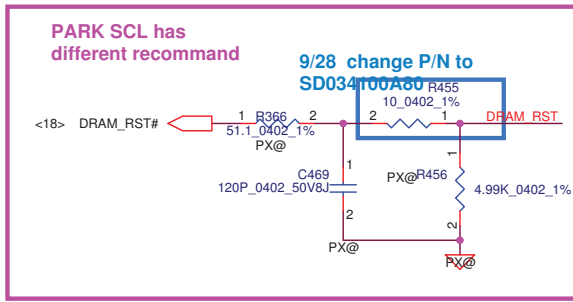 PARK SCL has
different recommand
9/28 change P/N to
SD034100A80
R455
10_0402_1%
<18> DRAM_RST#
1
R366
2
2
1
DRAM_RST
51.1_0402_1%
PX@
1
C469
120P_0402_50V8J
2
PX@
1
PX@
R456
4.99K_0402_1%
2
PX@